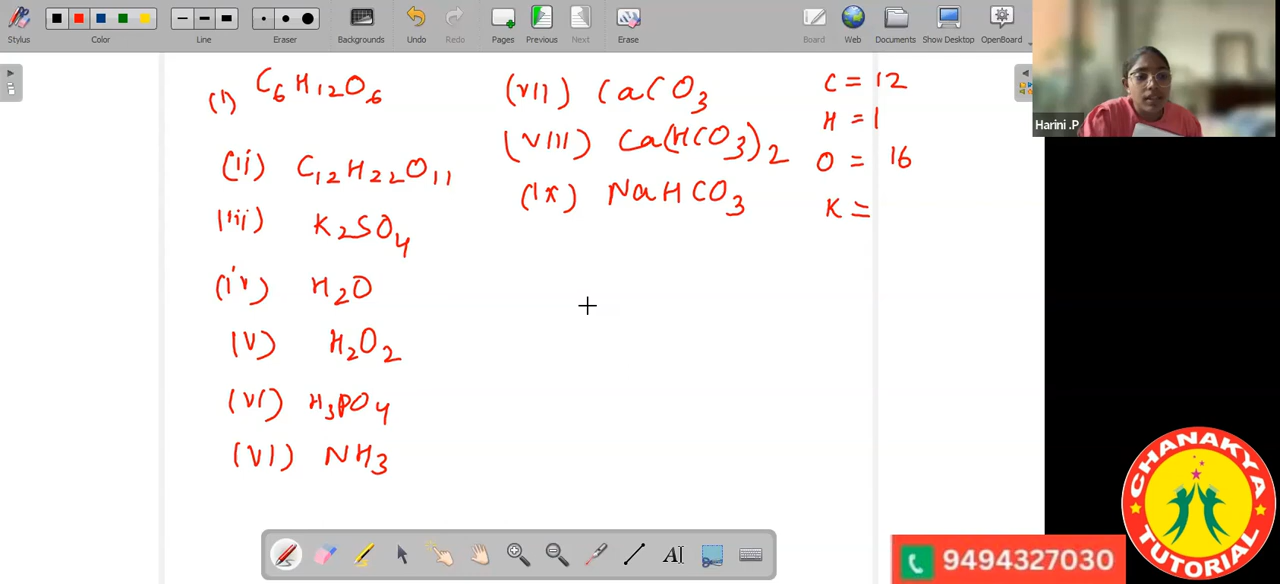 Stylus
Color
Line
Eraser
Backgrounds
Undo
Redo
Pages
Previous
Next
Erase
Board
Web
Documents
Show Desktop
OpenBoard
(i) C6H12O6
(ii) C12H22O11
(iii) K2SO4
(iv) H2O
(v) H2O2
(vi) H3PO4
(vi) NH3
(vii) CaCO3
(viii) Ca(HCO3)2
(ix) NaHCO3
C = 12
H = 1
O = 16
K =
Harini .P
AI
CHANAKYA
TUTORIAL
9494327030